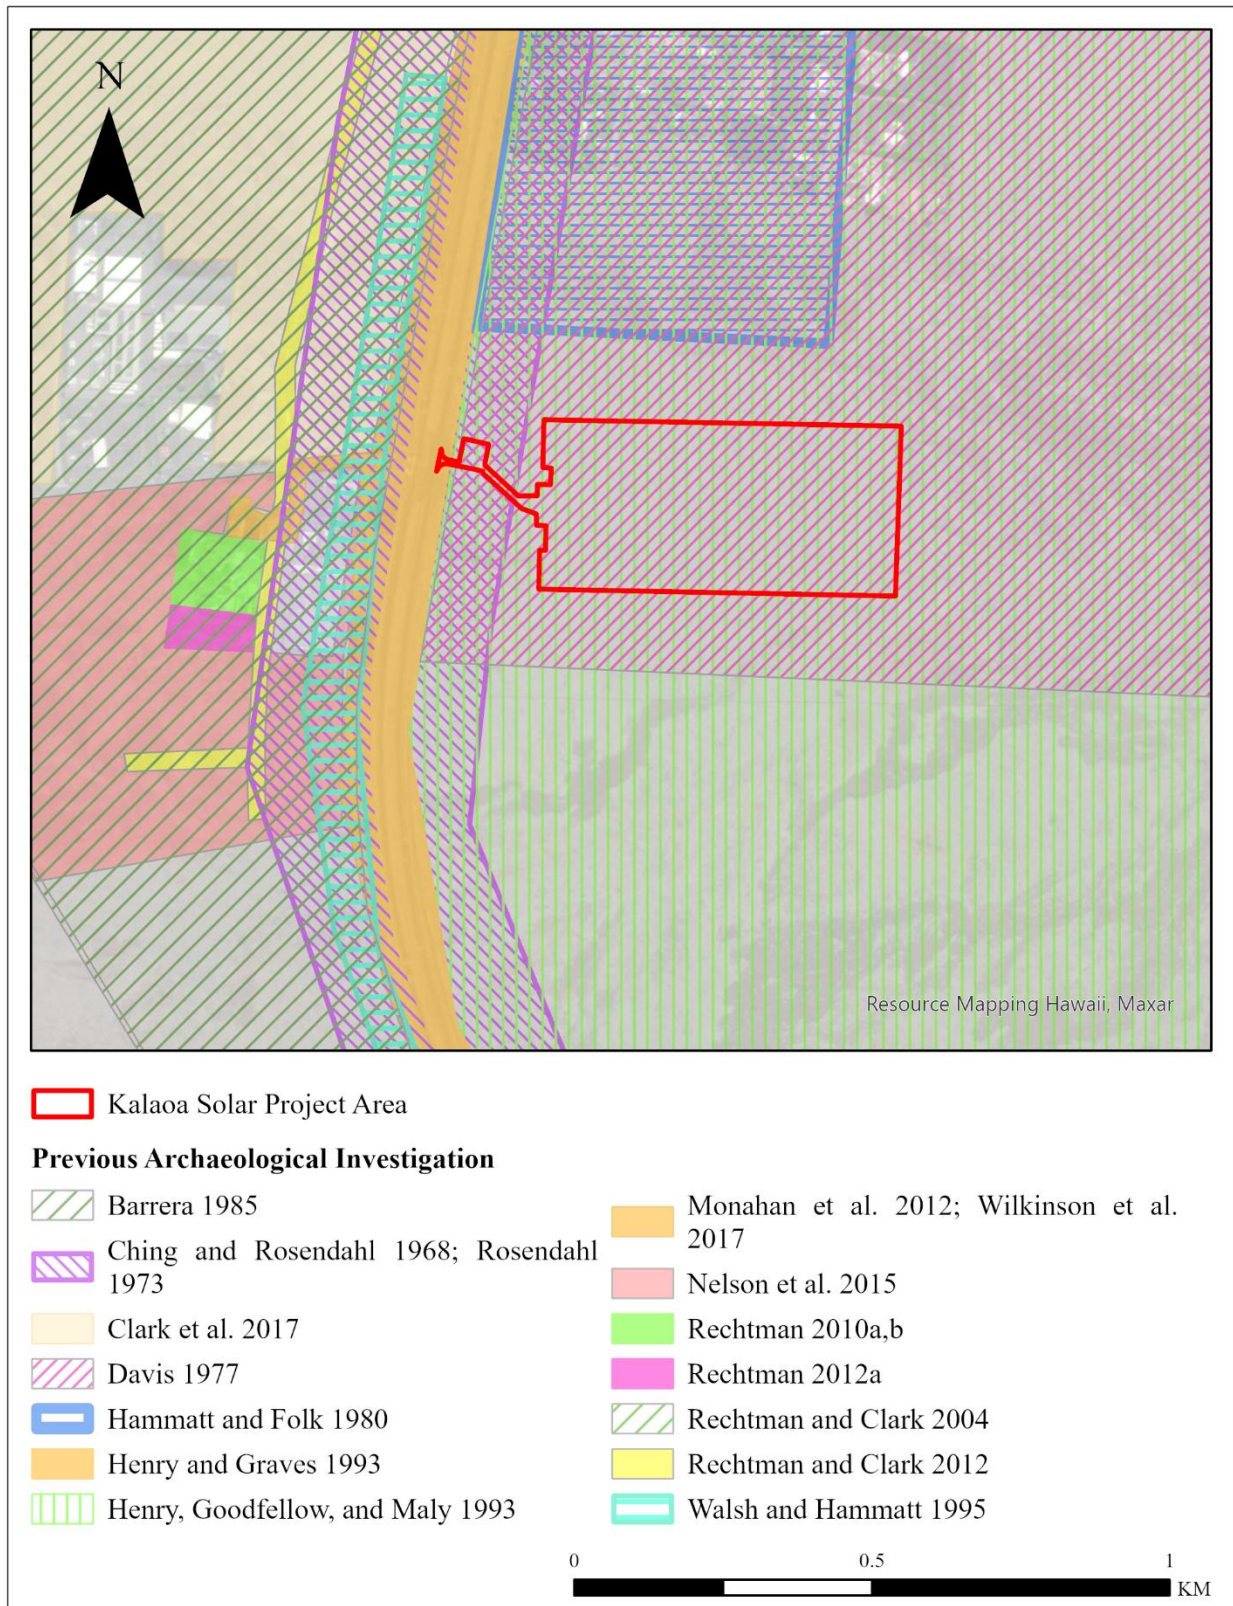 N
Resource Mapping Hawaii, Maxar
Kalaoa Solar Project Area
Previous Archaeological Investigation
Barrera 1985
Ching and Rosendahl 1968; Rosendahl
1973
Clark et al. 2017
Davis 1977
Hammatt and Folk 1980
Henry and Graves 1993
Henry, Goodfellow, and Maly 1993
Monahan et al. 2012; Wilkinson et al.
2017
Nelson et al. 2015
Rechtman 2010a,b
Rechtman 2012a
Rechtman and Clark 2004
Rechtman and Clark 2012
Walsh and Hammatt 1995
0 0.5 1
KM